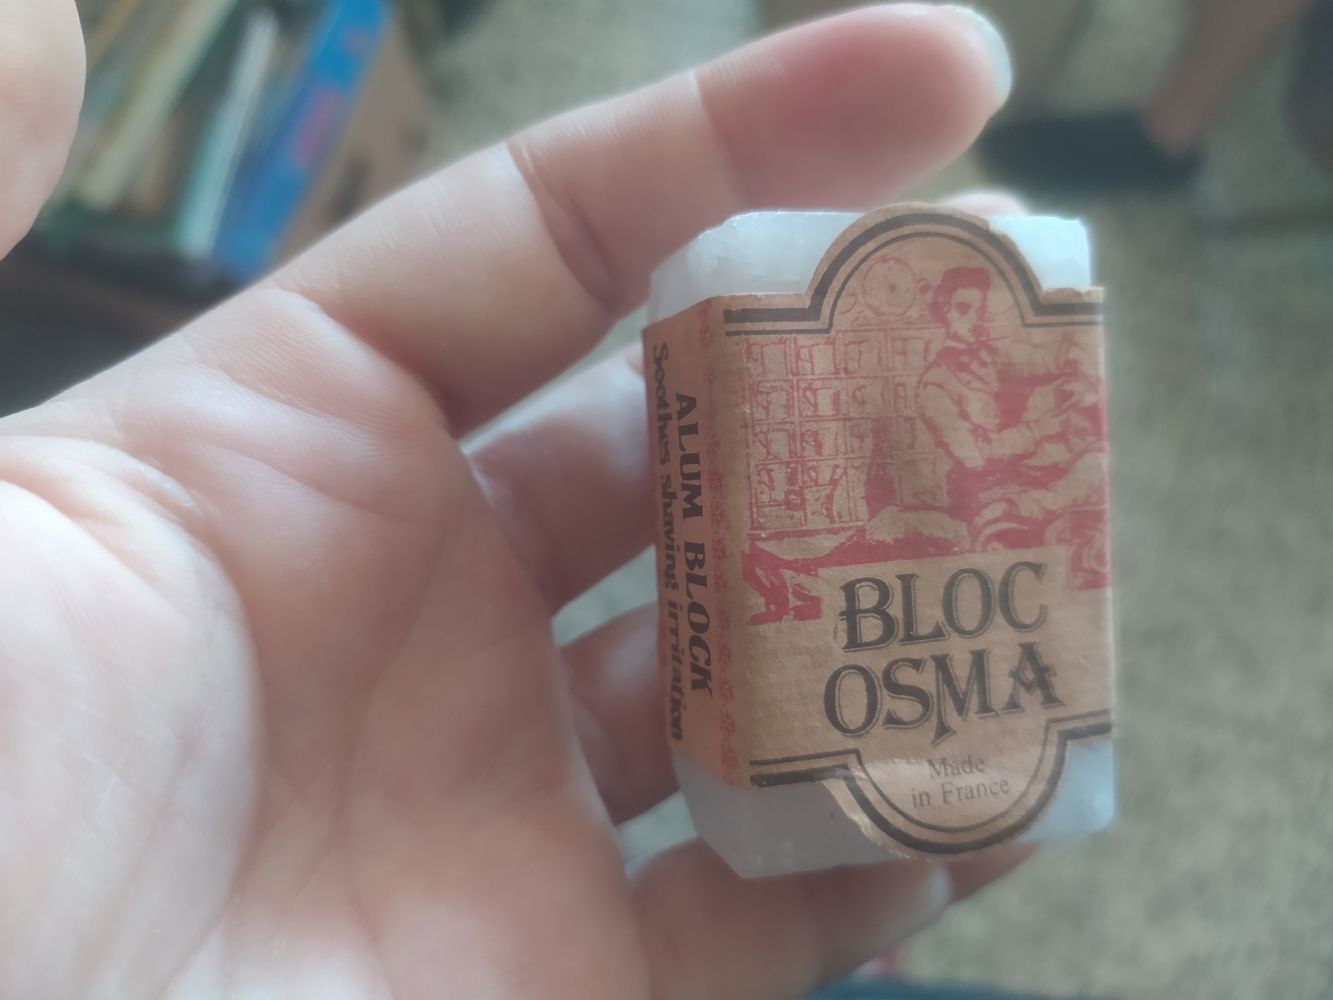 BLOC
OSMA
Made
in France
ALUM BLOCK
Soothes shaving irritation